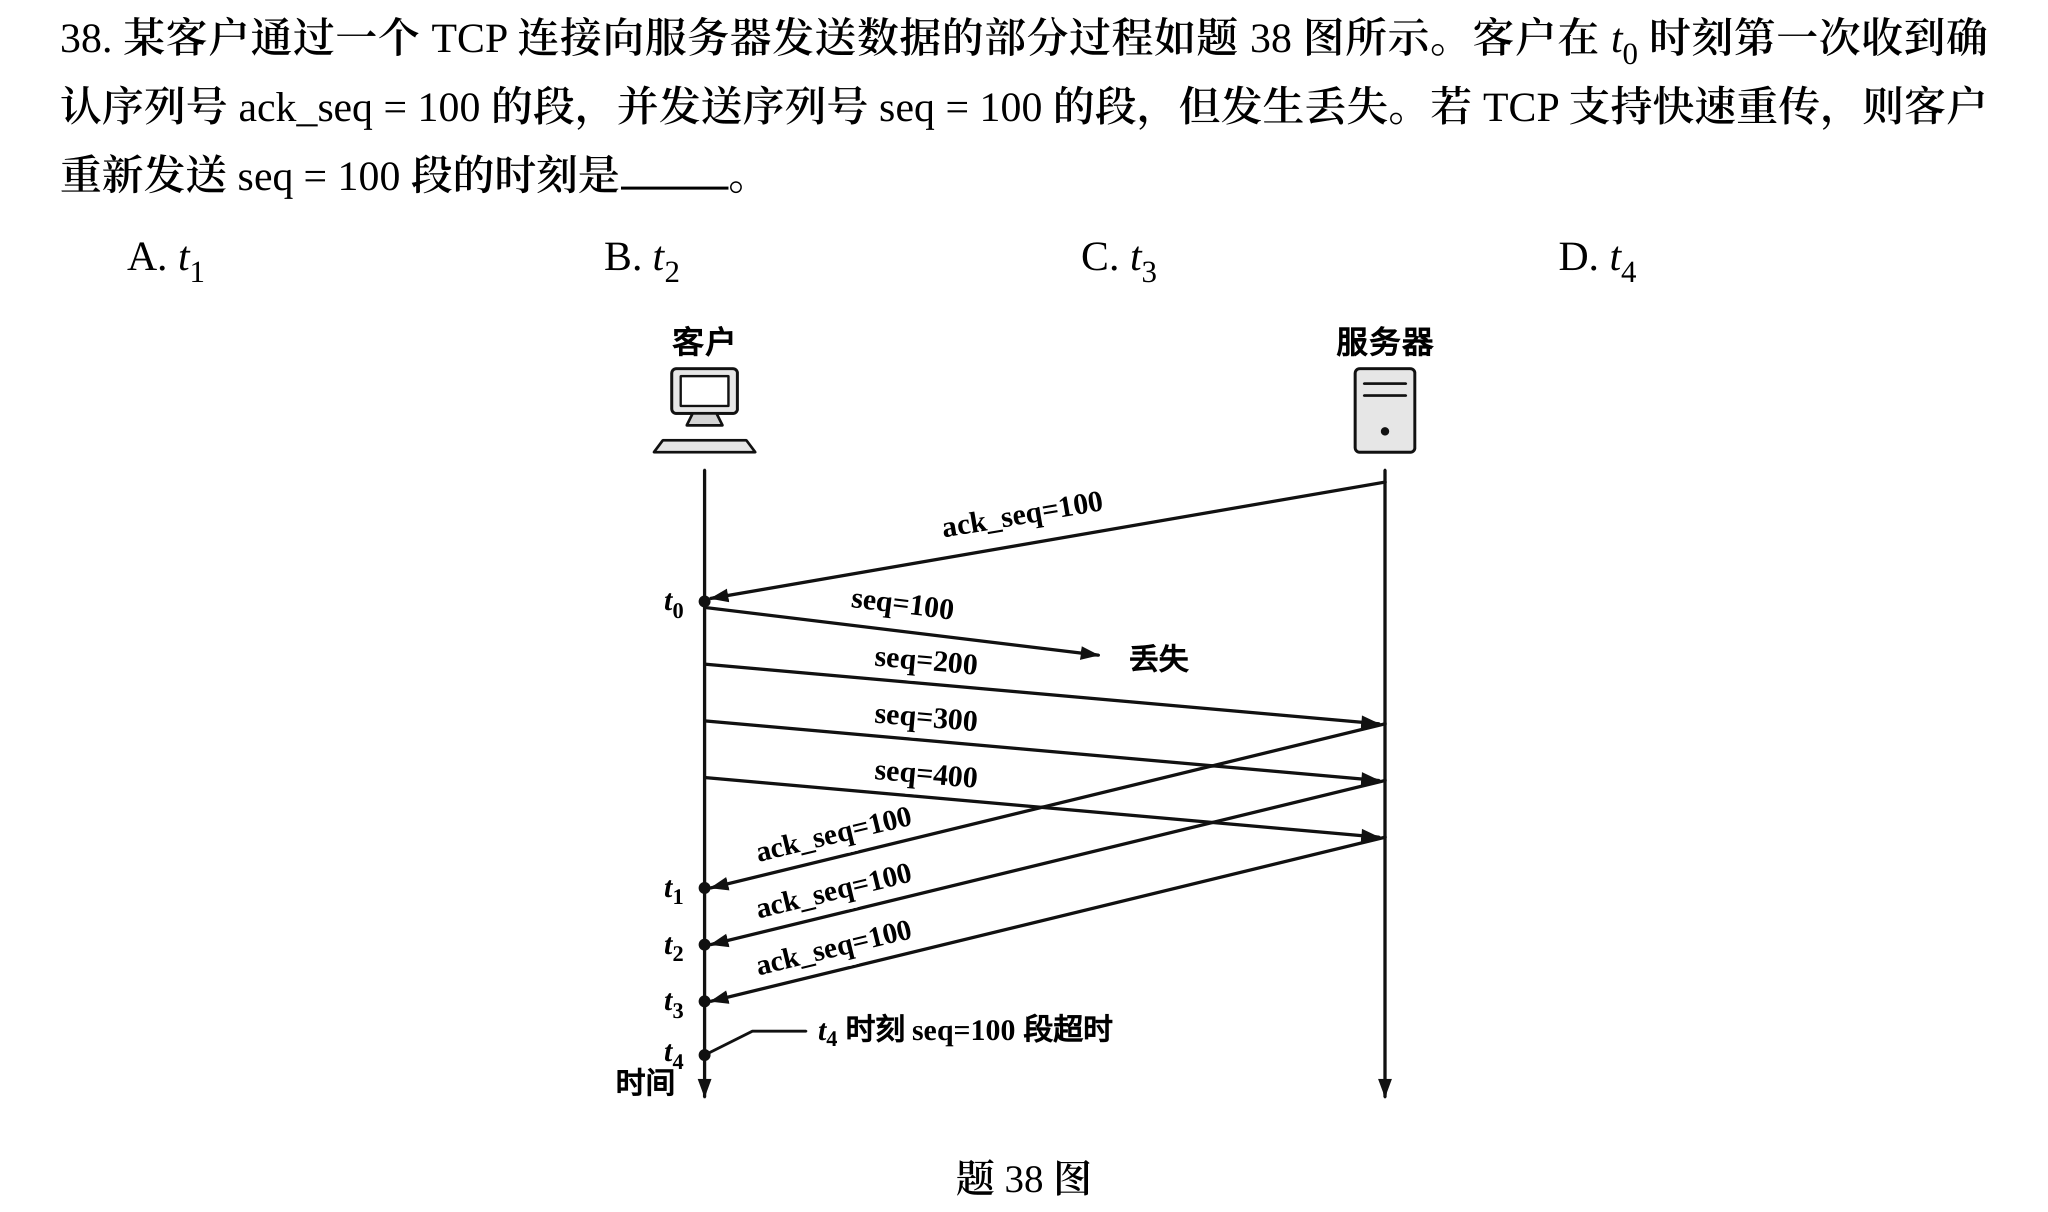 38. 某客户通过一个 TCP 连接向服务器发送数据的部分过程如题 38 图所示。客户在 t0 时刻第一次收到确
认序列号 ack_seq = 100 的段，并发送序列号 seq = 100 的段，但发生丢失。若 TCP 支持快速重传，则客户
重新发送 seq = 100 段的时刻是_____。
A. t1 B. t2 C. t3 D. t4
客户 服务器
ack_seq=100
t0
seq=100
丢失
seq=200
seq=300
seq=400
ack_seq=100
t1
ack_seq=100
t2
ack_seq=100
t3
t4 时刻 seq=100 段超时
t4
时间
题 38 图